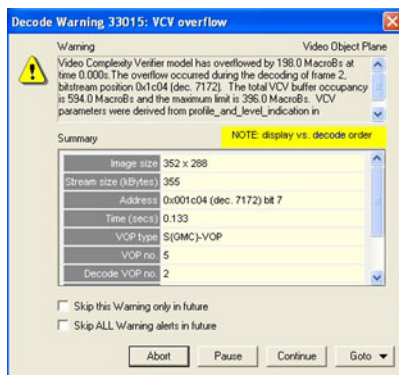 Decode Warning 33015: VCV overflow
Warning Video Object Plane
Video Complexity Verifier model has overflowed by 198.0 MacroBs at
time 0.000s.The overflow occurred during the decoding of frame 2,
bitstream position 0x1c04 (dec. 7172). The total VCV buffer occupancy
is 594.0 MacroBs and the maximum limit is 396.0 MacroBs. VCV
parameters were derived from profile_and_level_indication in
Summary NOTE: display vs. decode order
Image size 352 x 288
Stream size (kBytes) 355
Address 0x001c04 (dec. 7172) bit 7
Time (secs) 0.133
VOP type S(GMC)-VOP
VOP no. 5
Decode VOP no. 2
Skip this Warning only in future
Skip ALL Warning alerts in future
Abort Pause Continue Goto